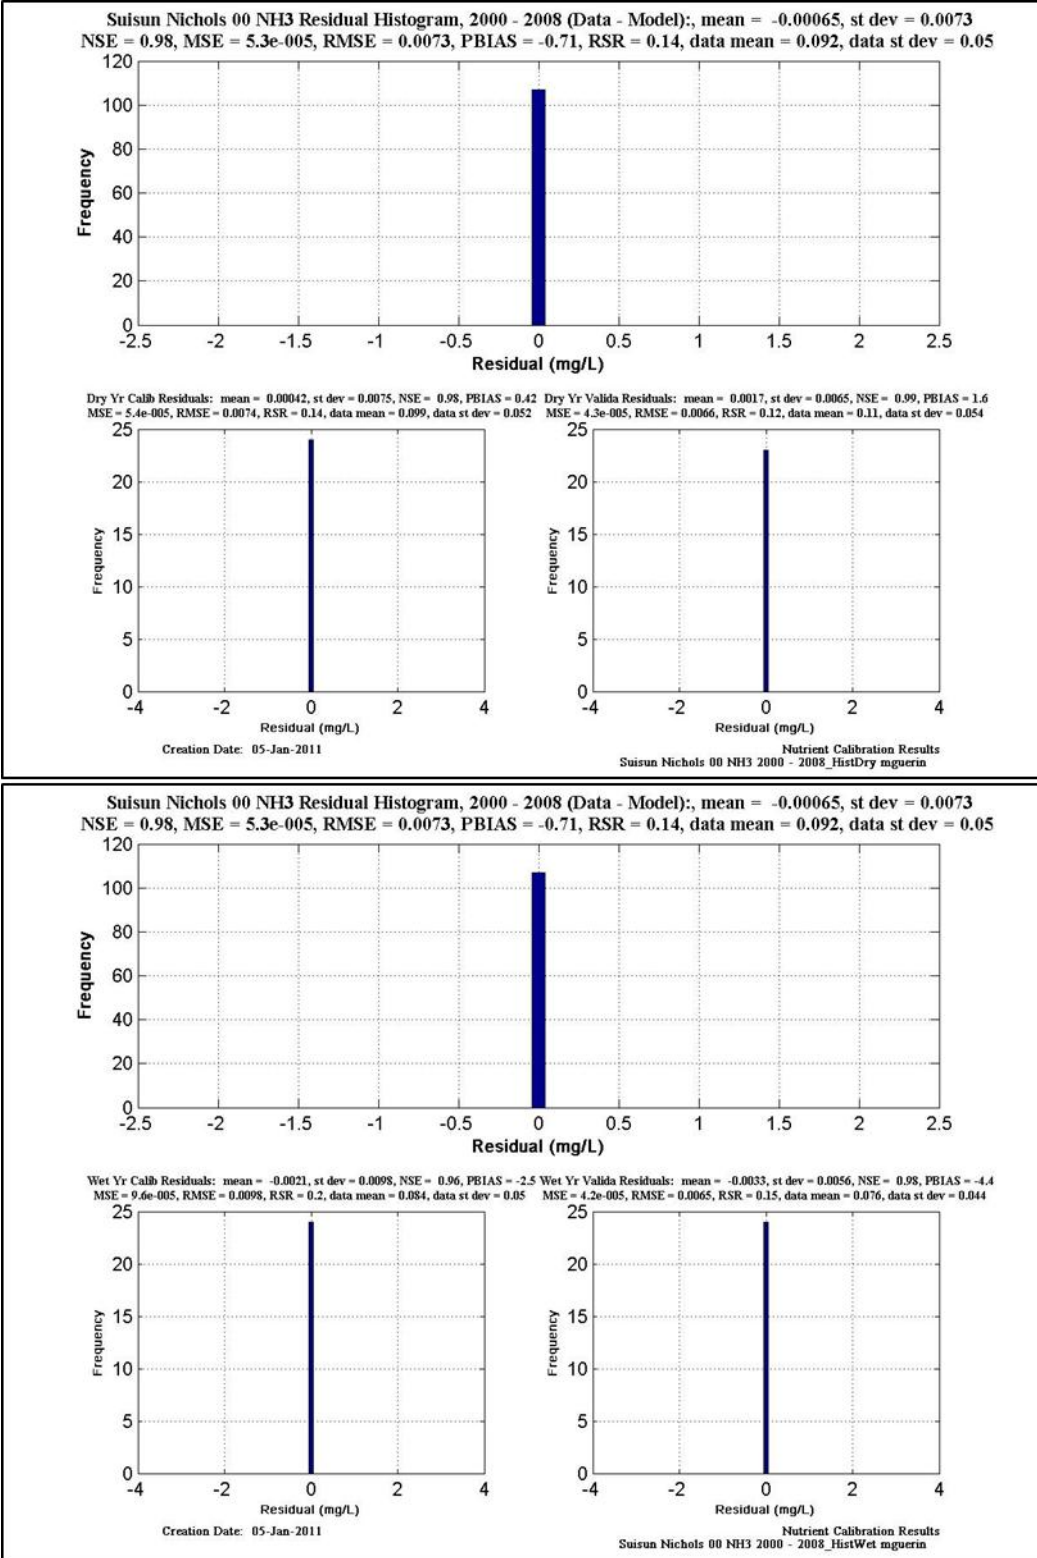 Suisun Nichols 00 NH3 Residual Histogram, 2000 - 2008 (Data - Model):, mean = -0.00065, st dev = 0.0073
NSE = 0.98, MSE = 5.3e-005, RMSE = 0.0073, PBIAS = -0.71, RSR = 0.14, data mean = 0.092, data st dev = 0.05
120
100
80
60
40
20
0
Frequency
-2.5 -2 -1.5 -1 -0.5 0 0.5 1 1.5 2 2.5
Residual (mg/L)
Dry Yr Calib Residuals: mean = 0.00042, st dev = 0.0075, NSE = 0.98, PBIAS = 0.42
MSE = 5.4e-005, RMSE = 0.0074, RSR = 0.14, data mean = 0.099, data st dev = 0.052
25
20
15
10
5
0
Frequency
-4 -2 0 2 4
Residual (mg/L)
Dry Yr Valida Residuals: mean = 0.0017, st dev = 0.0065, NSE = 0.99, PBIAS = 1.6
MSE = 4.3e-005, RMSE = 0.0066, RSR = 0.12, data mean = 0.11, data st dev = 0.054
25
20
15
10
5
0
Frequency
-4 -2 0 2 4
Residual (mg/L)
Creation Date: 05-Jan-2011
Nutrient Calibration Results
Suisun Nichols 00 NH3 2000 - 2008_HistDry mguerin
Suisun Nichols 00 NH3 Residual Histogram, 2000 - 2008 (Data - Model):, mean = -0.00065, st dev = 0.0073
NSE = 0.98, MSE = 5.3e-005, RMSE = 0.0073, PBIAS = -0.71, RSR = 0.14, data mean = 0.092, data st dev = 0.05
120
100
80
60
40
20
0
Frequency
-2.5 -2 -1.5 -1 -0.5 0 0.5 1 1.5 2 2.5
Residual (mg/L)
Wet Yr Calib Residuals: mean = -0.0021, st dev = 0.0098, NSE = 0.96, PBIAS = -2.5
MSE = 9.6e-005, RMSE = 0.0098, RSR = 0.2, data mean = 0.084, data st dev = 0.05
25
20
15
10
5
0
Frequency
-4 -2 0 2 4
Residual (mg/L)
Wet Yr Valida Residuals: mean = -0.0033, st dev = 0.0056, NSE = 0.98, PBIAS = -4.4
MSE = 4.2e-005, RMSE = 0.0065, RSR = 0.15, data mean = 0.076, data st dev = 0.044
25
20
15
10
5
0
Frequency
-4 -2 0 2 4
Residual (mg/L)
Creation Date: 05-Jan-2011
Nutrient Calibration Results
Suisun Nichols 00 NH3 2000 - 2008_HistWet mguerin